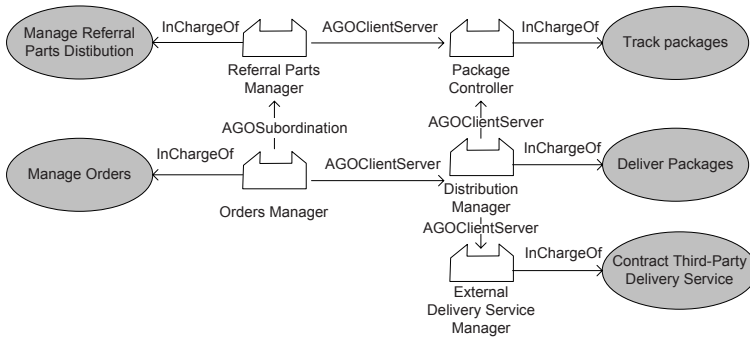 Manage Referral
Parts Distibution
InChargeOf
AGOClientServer
InChargeOf
Track packages
Referral Parts
Manager
Package
Controller
AGOSubordination
AGOClientServer
Manage Orders
InChargeOf
AGOClientServer
InChargeOf
Deliver Packages
Orders Manager
Distribution
Manager
AGOClientServer
InChargeOf
Contract Third-Party
Delivery Service
External
Delivery Service
Manager